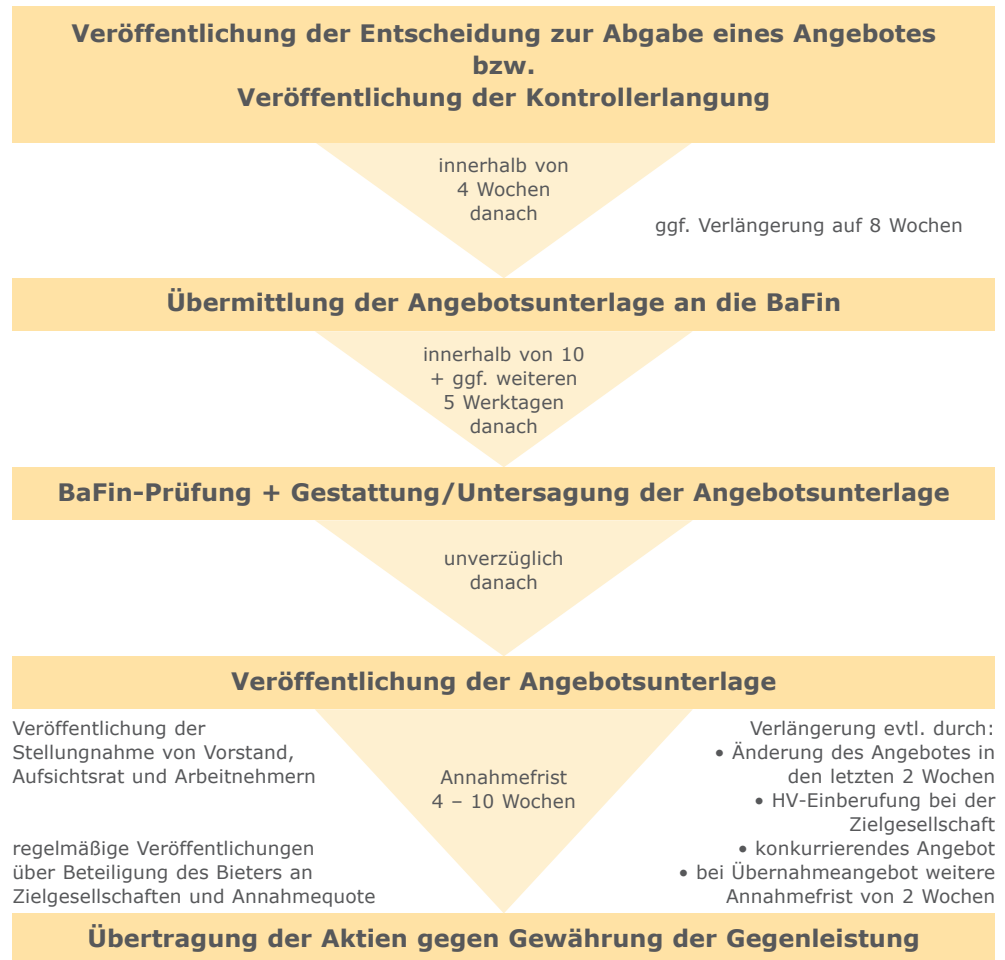 Veröffentlichung der Entscheidung zur Abgabe eines Angebotes
bzw.
Veröffentlichung der Kontrollerlangung
innerhalb von
4 Wochen
danach
ggf. Verlängerung auf 8 Wochen
Übermittlung der Angebotsunterlage an die BaFin
innerhalb von 10
+ ggf. weiteren
5 Werktagen
danach
BaFin-Prüfung + Gestattung/Untersagung der Angebotsunterlage
unverzüglich
danach
Veröffentlichung der Angebotsunterlage
Veröffentlichung der
Stellungnahme von Vorstand,
Aufsichtsrat und Arbeitnehmern
regelmäßige Veröffentlichungen
über Beteiligung des Bieters an
Zielgesellschaften und Annahmequote
Annahmefrist
4 – 10 Wochen
Verlängerung evtl. durch:
• Änderung des Angebotes in
den letzten 2 Wochen
• HV-Einberufung bei der
Zielgesellschaft
• konkurrierendes Angebot
• bei Übernahmeangebot weitere
Annahmefrist von 2 Wochen
Übertragung der Aktien gegen Gewährung der Gegenleistung